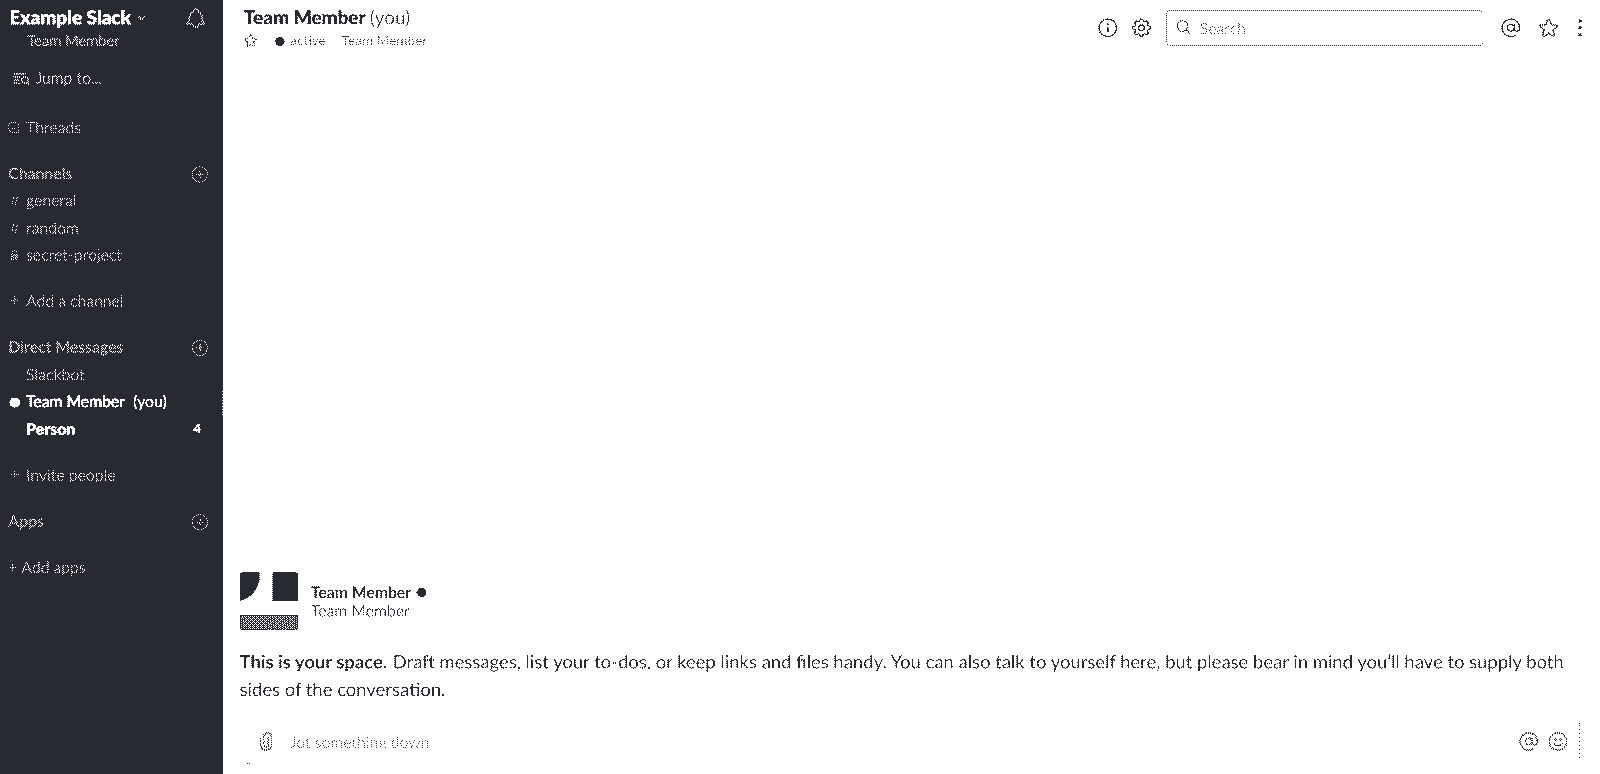 Example Slack
Team Member
Jump to...
Threads
Channels
# general
# random
secret-project
+ Add a channel
Direct Messages
Slackbot
Team Member (you)
Person 4
+ Invite people
Apps
+ Add apps
Team Member (you)
active Team Member
Search
Team Member
Team Member
This is your space. Draft messages, list your to-dos, or keep links and files handy. You can also talk to yourself here, but please bear in mind you'll have to supply both
sides of the conversation.
Jot something down